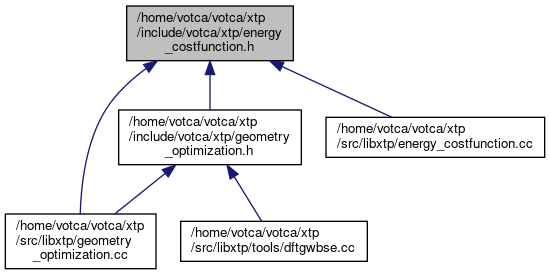 /home/votca/votca/xtp
/include/votca/xtp/energy
_costfunction.h
/home/votca/votca/xtp
/include/votca/xtp/geometry
_optimization.h
/home/votca/votca/xtp
/src/libxtp/energy_costfunction.cc
/home/votca/votca/xtp
/src/libxtp/geometry
_optimization.cc
/home/votca/votca/xtp
/src/libxtp/tools/dftgwbse.cc